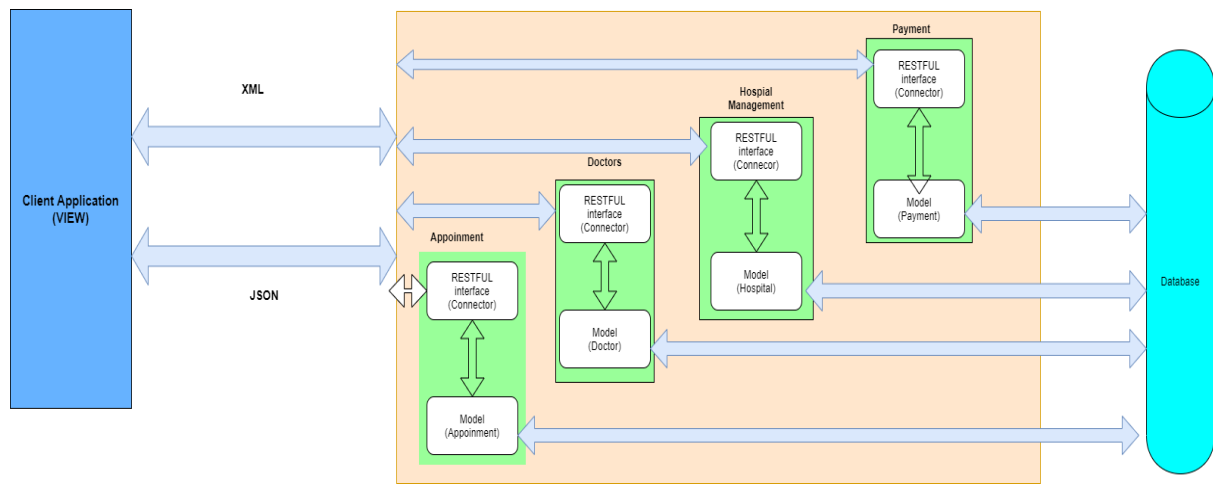 Client Application
(VIEW)
XML
JSON
Appoinment
RESTFUL
interface
(Connector)
Model
(Appoinment)
Doctors
RESTFUL
interface
(Connector)
Model
(Doctor)
Hospial
Management
RESTFUL
interface
(Connecor)
Model
(Hospital)
Payment
RESTFUL
interface
(Connector)
Model
(Payment)
Database